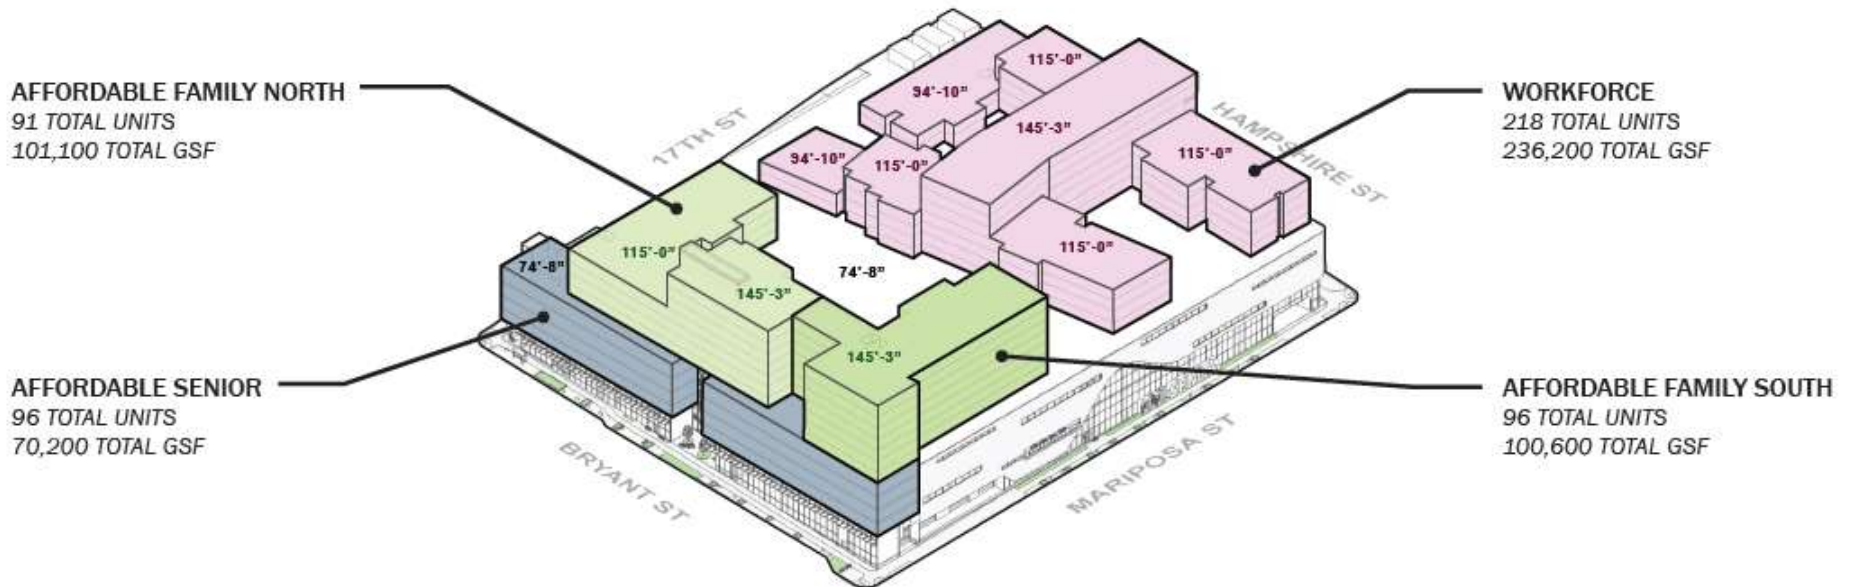 AFFORDABLE FAMILY NORTH
91 TOTAL UNITS
101,100 TOTAL GSF
WORKFORCE
218 TOTAL UNITS
236,200 TOTAL GSF
17TH ST
HAMPSHIRE ST
115'-0"
94'-10"
145'-3"
115'-0"
94'-10"
115'-0"
115'-0"
115'-0"
74'-8"
74'-8"
145'-3"
145'-3"
AFFORDABLE SENIOR
96 TOTAL UNITS
70,200 TOTAL GSF
AFFORDABLE FAMILY SOUTH
96 TOTAL UNITS
100,600 TOTAL GSF
BRYANT ST
MARIPOSA ST